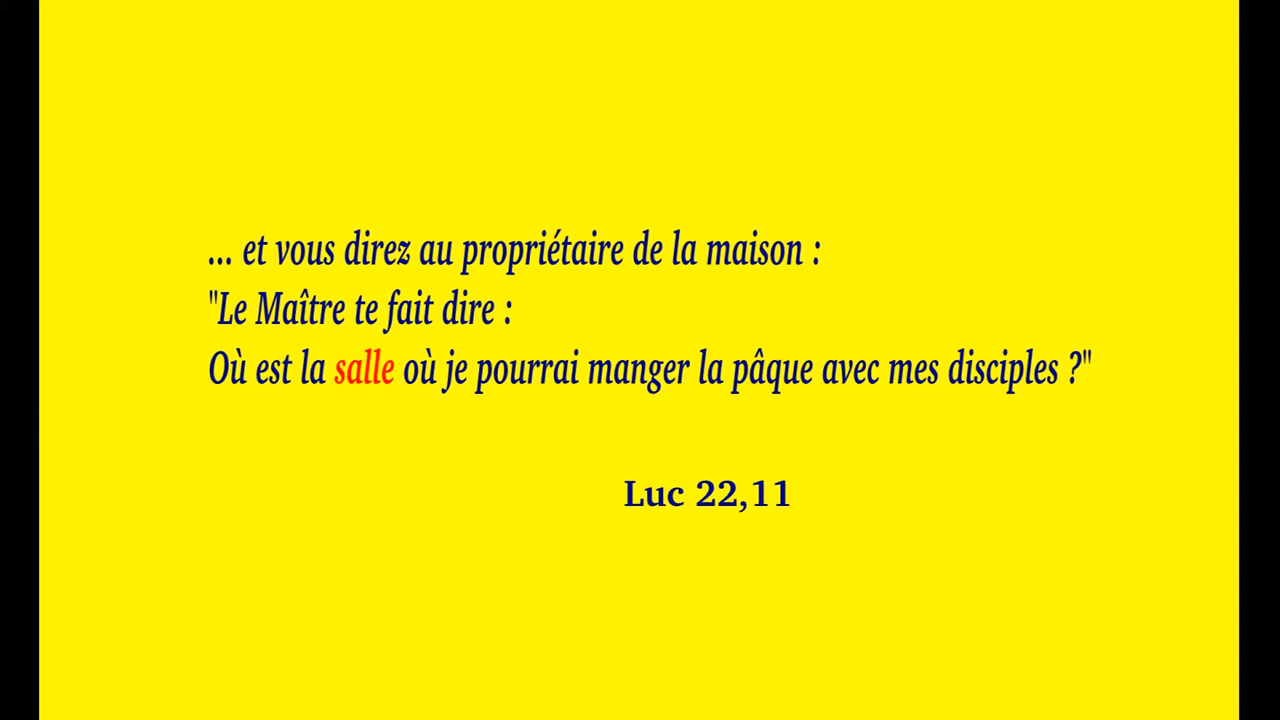 ... et vous direz au propriétaire de la maison :
"Le Maître te fait dire :
Où est la salle où je pourrai manger la pâque avec mes disciples ?"
Luc 22,11